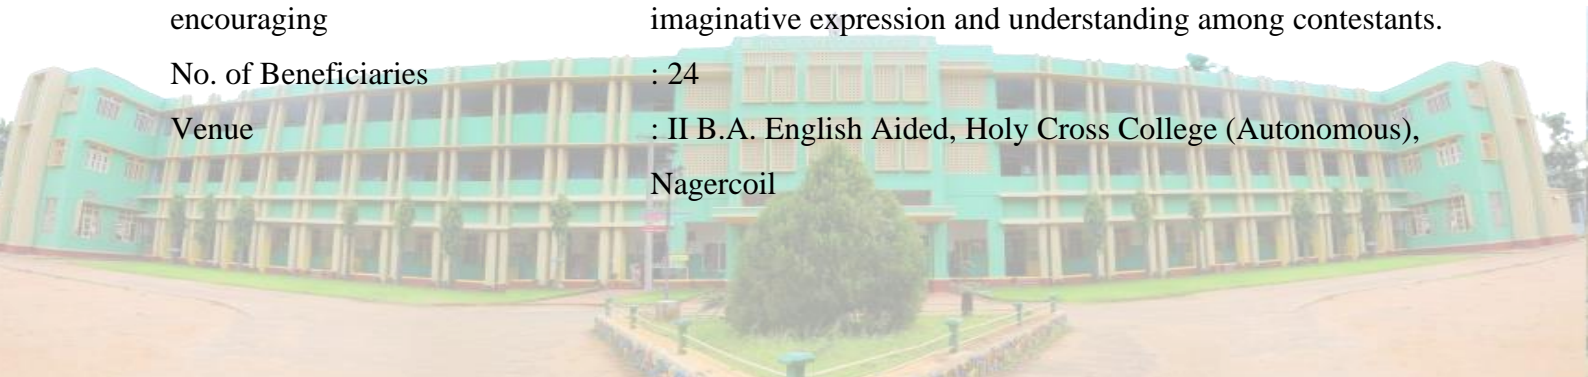 encouraging imaginative expression and understanding among contestants.
No. of Beneficiaries : 24
Venue : II B.A. English Aided, Holy Cross College (Autonomous),
Nagercoil